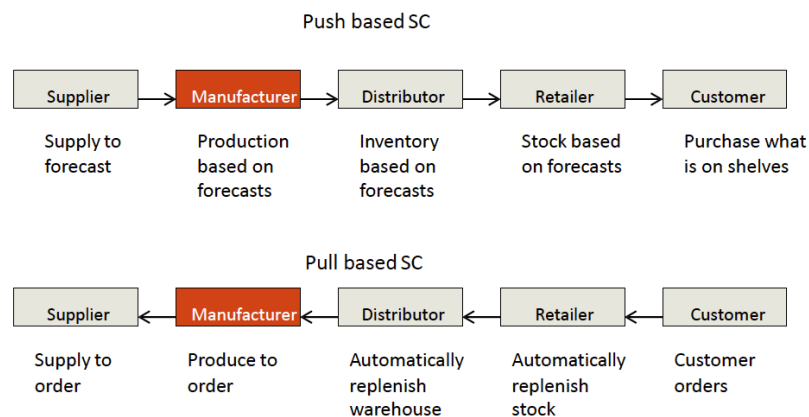 Push based SC
Supplier Manufacturer Distributor Retailer Customer
Supply to Production Inventory Stock based Purchase what
forecast based on based on on forecasts is on shelves
forecasts forecasts
Pull based SC
Supplier Manufacturer Distributor Retailer Customer
Supply to Produce to Automatically Automatically Customer
order order replenish replenish orders
warehouse stock